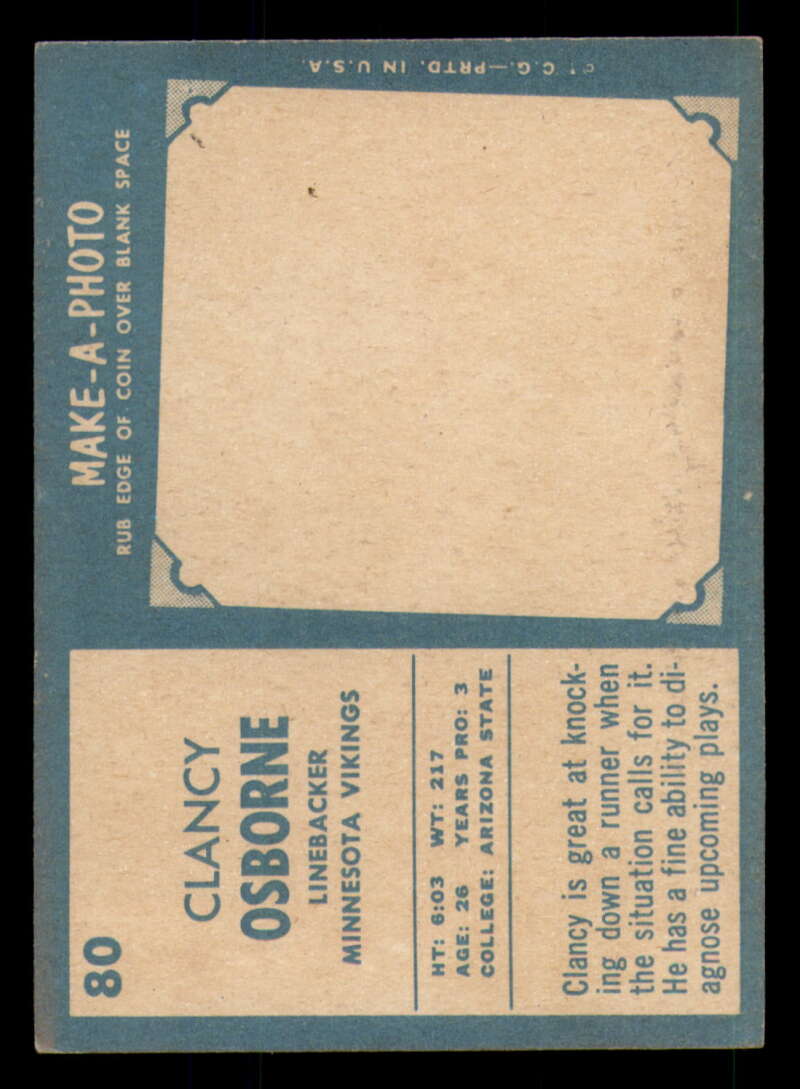 80
CLANCY
OSBORNE
LINEBACKER
MINNESOTA VIKINGS
HT: 6:03 WT: 217
AGE: 26 YEARS PRO: 3
COLLEGE: ARIZONA STATE
Clancy is great at knock-
ing down a runner when
the situation calls for it.
He has a fine ability to di-
agnose upcoming plays.
MAKE-A-PHOTO
RUB EDGE OF COIN OVER BLANK SPACE
C.G.—PRTD. IN U.S.A.